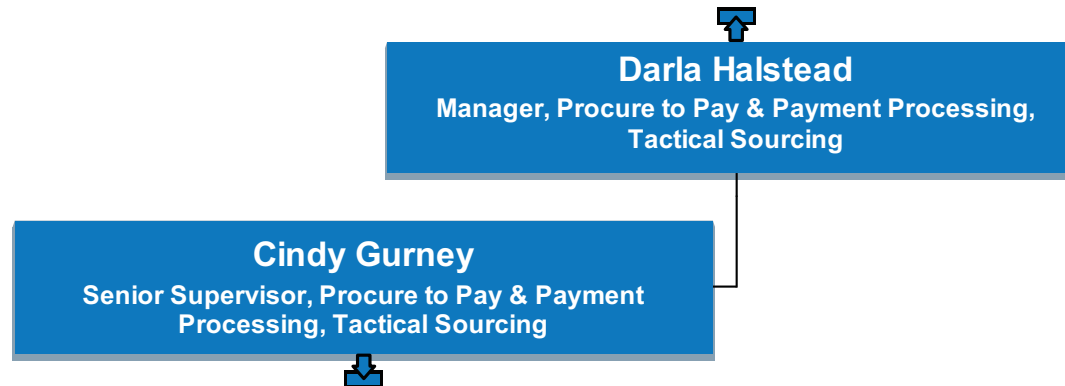 Darla Halstead
Manager, Procure to Pay & Payment Processing,
Tactical Sourcing
Cindy Gurney
Senior Supervisor, Procure to Pay & Payment
Processing, Tactical Sourcing